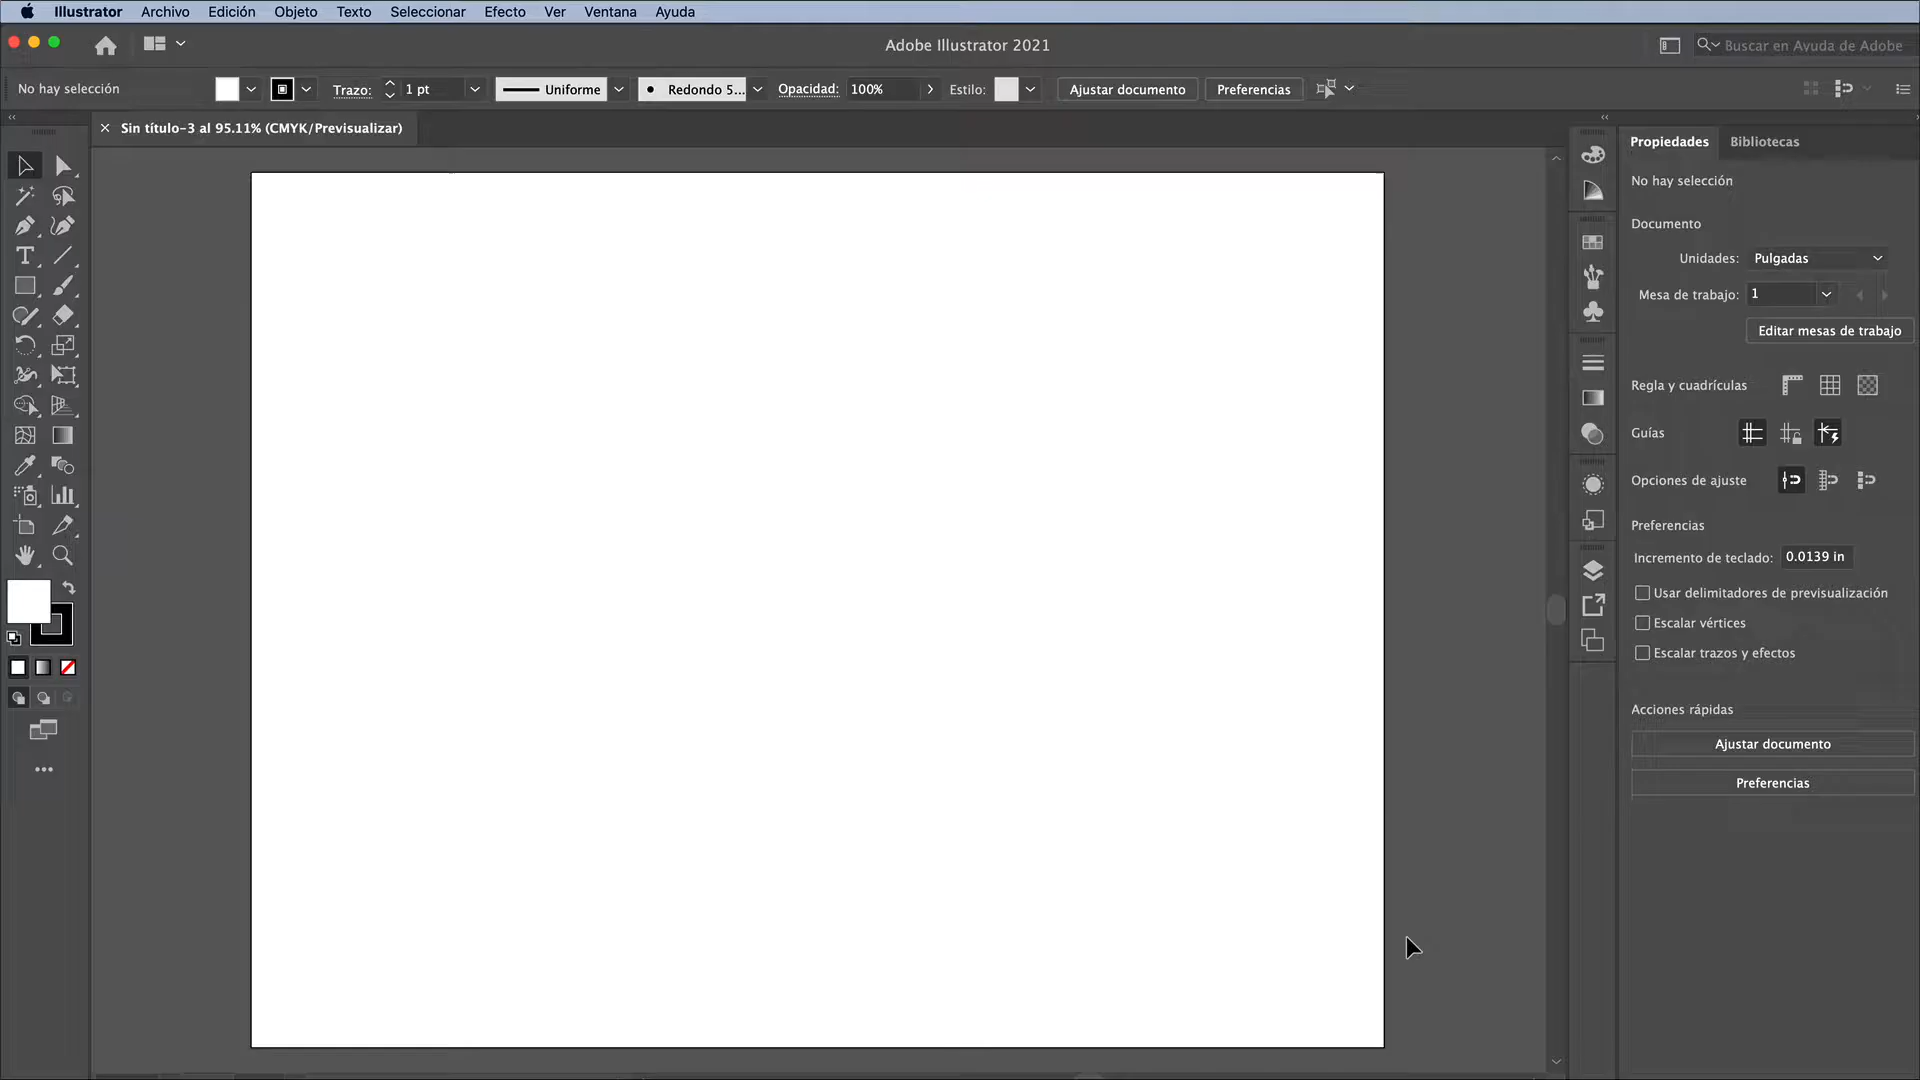 Illustrator Archivo Edición Objeto Texto Seleccionar Efecto Ver Ventana Ayuda
Adobe Illustrator 2021
Buscar en Ayuda de Adobe
No hay selección
Trazo: 1 pt
Uniforme
Redondo 5...
Opacidad: 100%
Estilo:
Ajustar documento
Preferencias
Sin título-3 al 95.11% (CMYK/Previsualizar)
Propiedades Bibliotecas
No hay selección
Documento
Unidades: Pulgadas
Mesa de trabajo: 1
Editar mesas de trabajo
Regla y cuadrículas
Guías
Opciones de ajuste
Preferencias
Incremento de teclado: 0.0139 in
Usar delimitadores de previsualización
Escalar vértices
Escalar trazos y efectos
Acciones rápidas
Ajustar documento
Preferencias